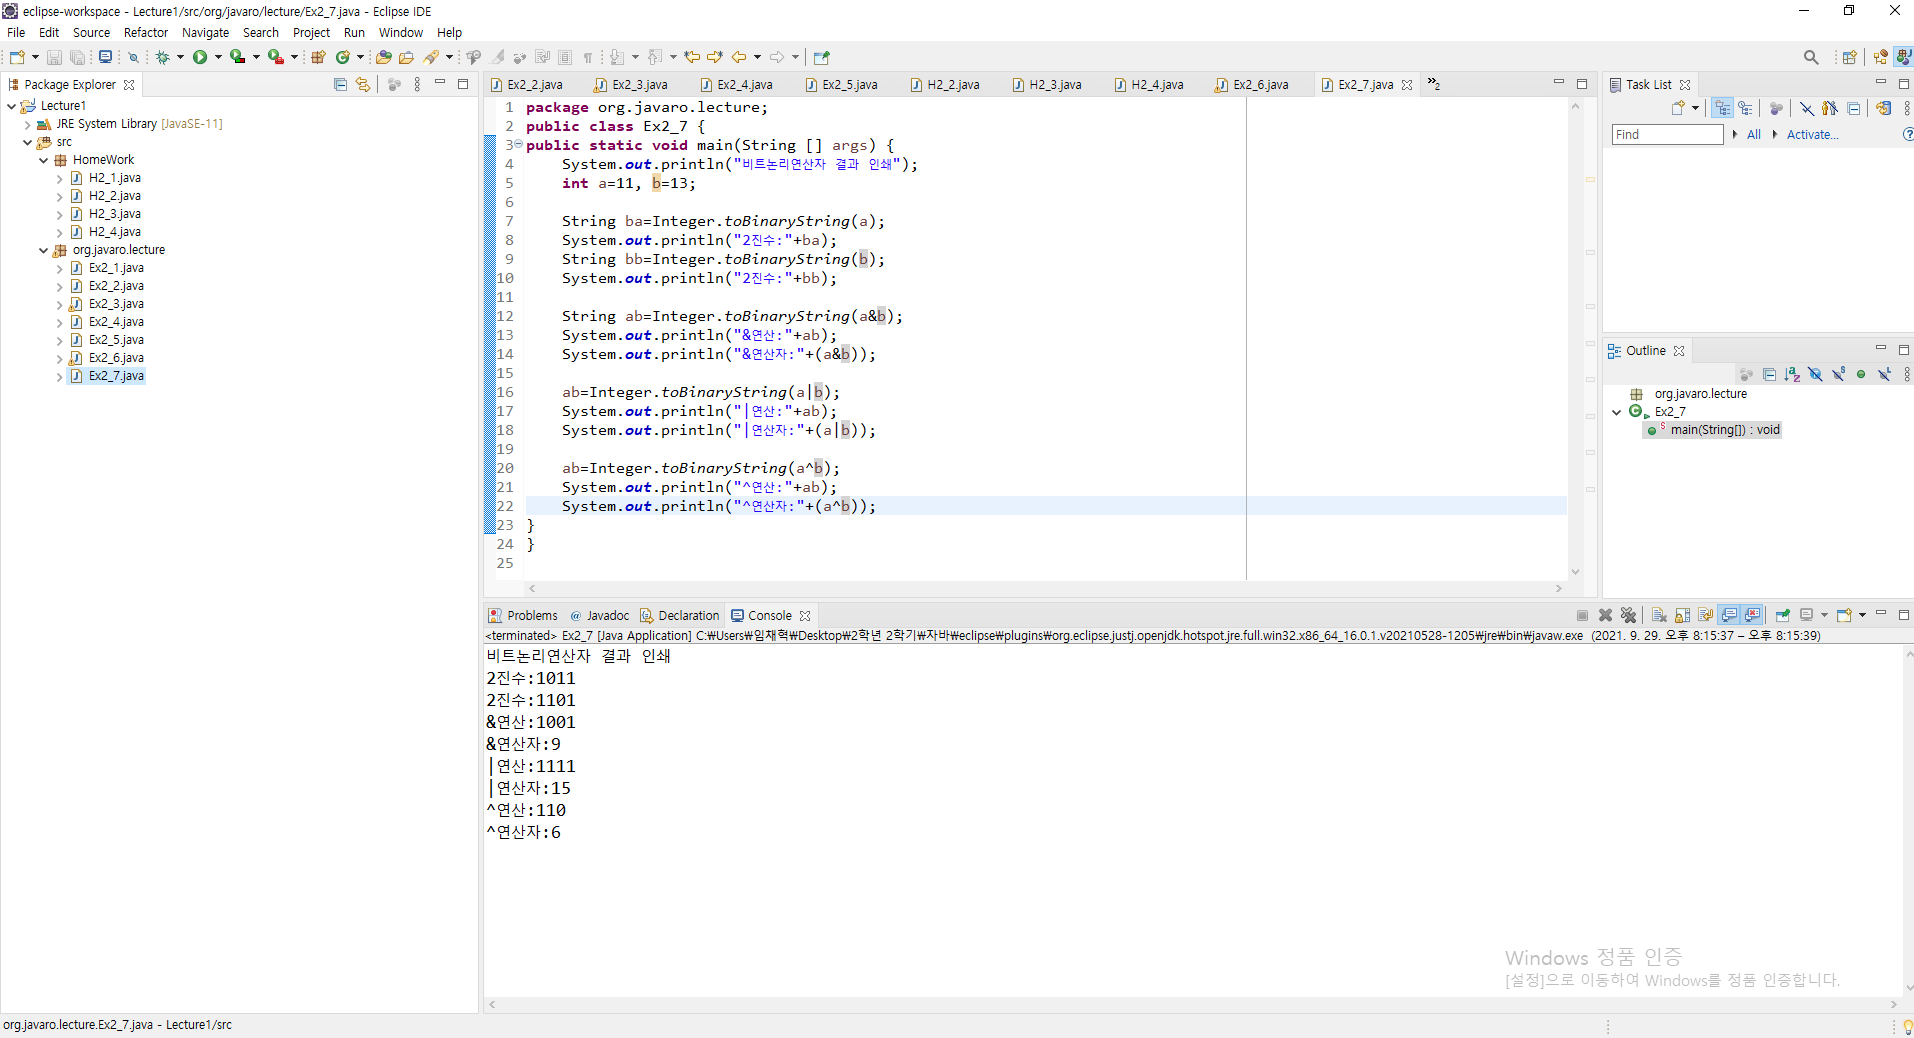 eclipse-workspace - Lecture1/src/org/javaro/lecture/Ex2_7.java - Eclipse IDE
File Edit Source Refactor Navigate Search Project Run Window Help
Package Explorer
Lecture1
JRE System Library [JavaSE-11]
src
HomeWork
H2_1.java
H2_2.java
H2_3.java
H2_4.java
org.javaro.lecture
Ex2_1.java
Ex2_2.java
Ex2_3.java
Ex2_4.java
Ex2_5.java
Ex2_6.java
Ex2_7.java
Ex2_2.java Ex2_3.java Ex2_4.java Ex2_5.java H2_2.java H2_3.java H2_4.java Ex2_6.java Ex2_7.java »2
1 package org.javaro.lecture;
2 public class Ex2_7 {
3 public static void main(String [] args) {
4 System.out.println("비트논리연산자 결과 인쇄");
5 int a=11, b=13;
6
7 String ba=Integer.toBinaryString(a);
8 System.out.println("2진수:"+ba);
9 String bb=Integer.toBinaryString(b);
10 System.out.println("2진수:"+bb);
11
12 String ab=Integer.toBinaryString(a&b);
13 System.out.println("&연산:"+ab);
14 System.out.println("&연산자:"+(a&b));
15
16 ab=Integer.toBinaryString(a|b);
17 System.out.println("|연산:"+ab);
18 System.out.println("|연산자:"+(a|b));
19
20 ab=Integer.toBinaryString(a^b);
21 System.out.println("^연산:"+ab);
22 System.out.println("^연산자:"+(a^b));
23 }
24 }
25
Task List
Find All Activate...
Outline
org.javaro.lecture
Ex2_7
main(String[]) : void
Problems Javadoc Declaration Console
<terminated> Ex2_7 [Java Application] C:₩Users₩임채혁₩Desktop₩2학년 2학기₩자바₩eclipse₩plugins₩org.eclipse.justj.openjdk.hotspot.jre.full.win32.x86_64_16.0.1.v20210528-1205₩jre₩bin₩javaw.exe (2021. 9. 29. 오후 8:15:37 – 오후 8:15:39)
비트논리연산자 결과 인쇄
2진수:1011
2진수:1101
&연산:1001
&연산자:9
|연산:1111
|연산자:15
^연산:110
^연산자:6
Windows 정품 인증
[설정]으로 이동하여 Windows를 정품 인증합니다.
org.javaro.lecture.Ex2_7.java - Lecture1/src